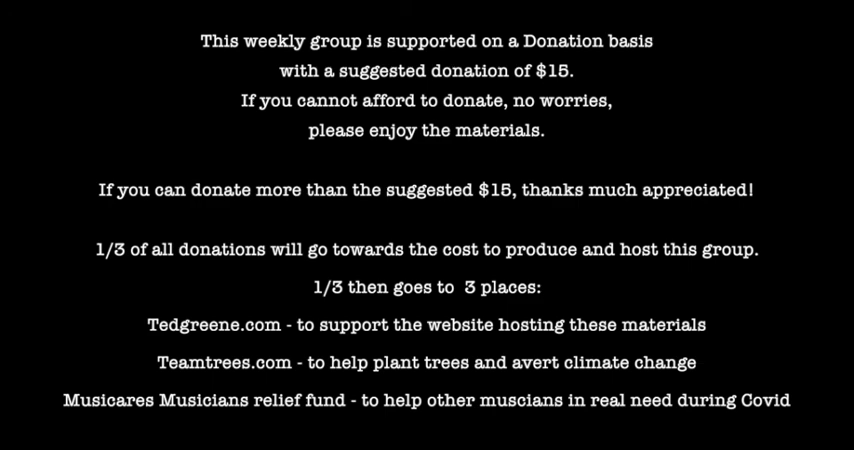 This weekly group is supported on a Donation basis
with a suggested donation of $15.
If you cannot afford to donate, no worries,
please enjoy the materials.
If you can donate more than the suggested $15, thanks much appreciated!
1/3 of all donations will go towards the cost to produce and host this group.
1/3 then goes to  3 places:
Tedgreene.com - to support the website hosting these materials
Teamtrees.com - to help plant trees and avert climate change
Musicares Musicians relief fund - to help other muscians in real need during Covid